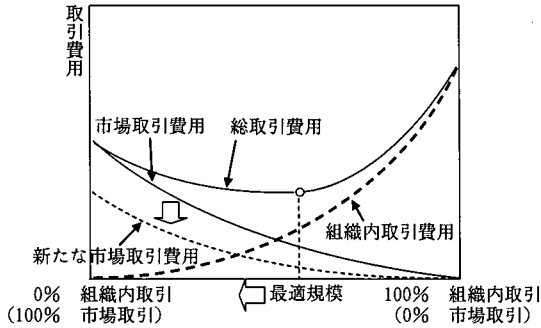 取引費用
市場取引費用
総取引費用
組織内取引費用
新たな市場取引費用
0% 組織内取引
(100% 市場取引)
最適規模
100% 組織内取引
(0% 市場取引)